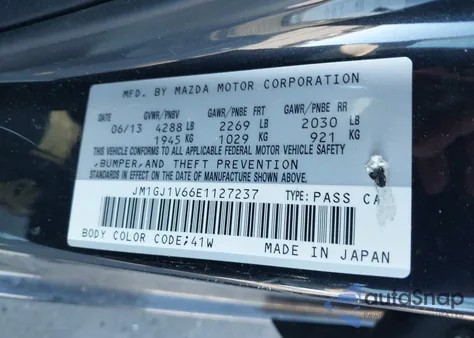 MFD. BY MAZDA MOTOR CORPORATION
GVWR/PNBV GAWR/PNBE FRT GAWR/PNBE RR
06/13 4288 LB 2269 LB 2030 LB
1945 KG 1029 KG 921 KG
THIS VEHICLE CONFORMS TO ALL APPLICABLE FEDERAL MOTOR VEHICLE SAFETY
, BUMPER, AND THEFT PREVENTION
STANDARDS IN EFFECT ON THE DATE OF MANUFACTURE SHOWN ABOVE.
JM1GJ1V66E1127237 TYPE: PASS CA
BODY COLOR CODE;41W MADE IN JAPAN
autoSnap